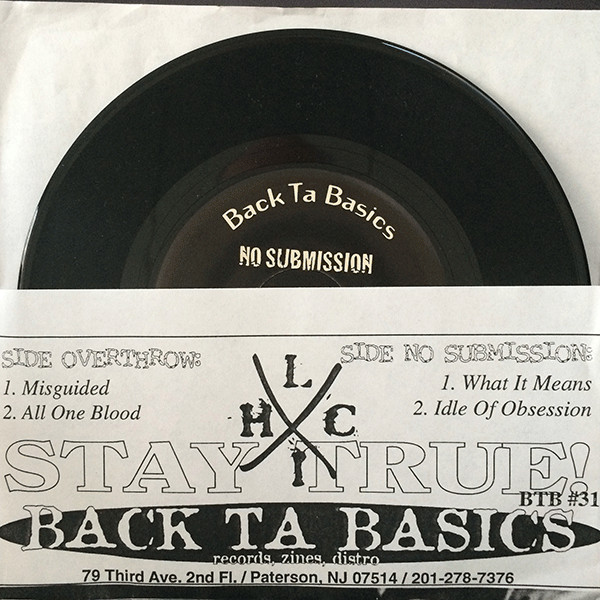 Back Ta Basics
NO SUBMISSION
SIDE OVERTHROW:
1. Misguided
2. All One Blood
L
H C
I
SIDE NO SUBMISSION:
1. What It Means
2. Idle Of Obsession
STAY TRUE!
BTB #31
BACK TA BASICS
records, zines, distro
79 Third Ave. 2nd Fl. / Paterson, NJ 07514 / 201-278-7376